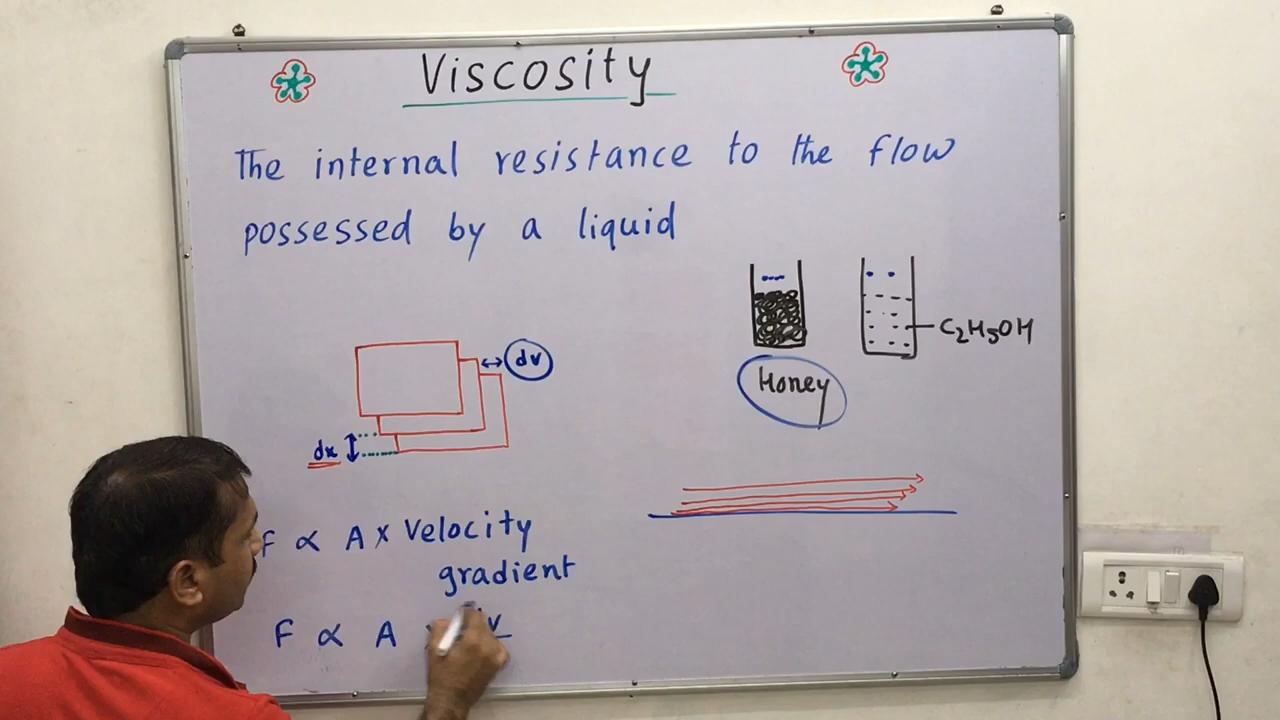 Viscosity
The internal resistance to the flow
possessed by a liquid
C₂H₅OH
Honey
dv
dx
F ∝ A × Velocity
gradient
F ∝ A